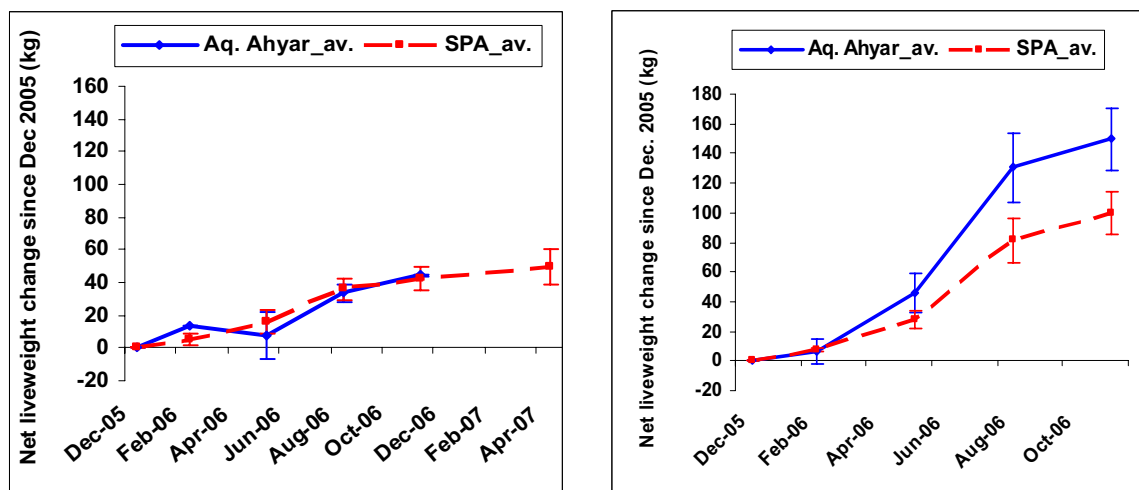 Aq. Ahyar_av. SPA_av.
Net liveweight change since Dec 2005 (kg)
160
140
120
100
80
60
40
20
0
-20
Dec-05
Feb-06
Apr-06
Jun-06
Aug-06
Oct-06
Dec-06
Feb-07
Apr-07
Aq. Ahyar_av. SPA_av.
Net liveweight change since Dec. 2005 (kg)
180
160
140
120
100
80
60
40
20
0
-20
Dec-05
Feb-06
Apr-06
Jun-06
Aug-06
Oct-06